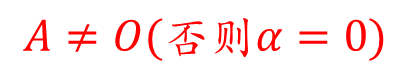 A ≠ O(否则α = 0)